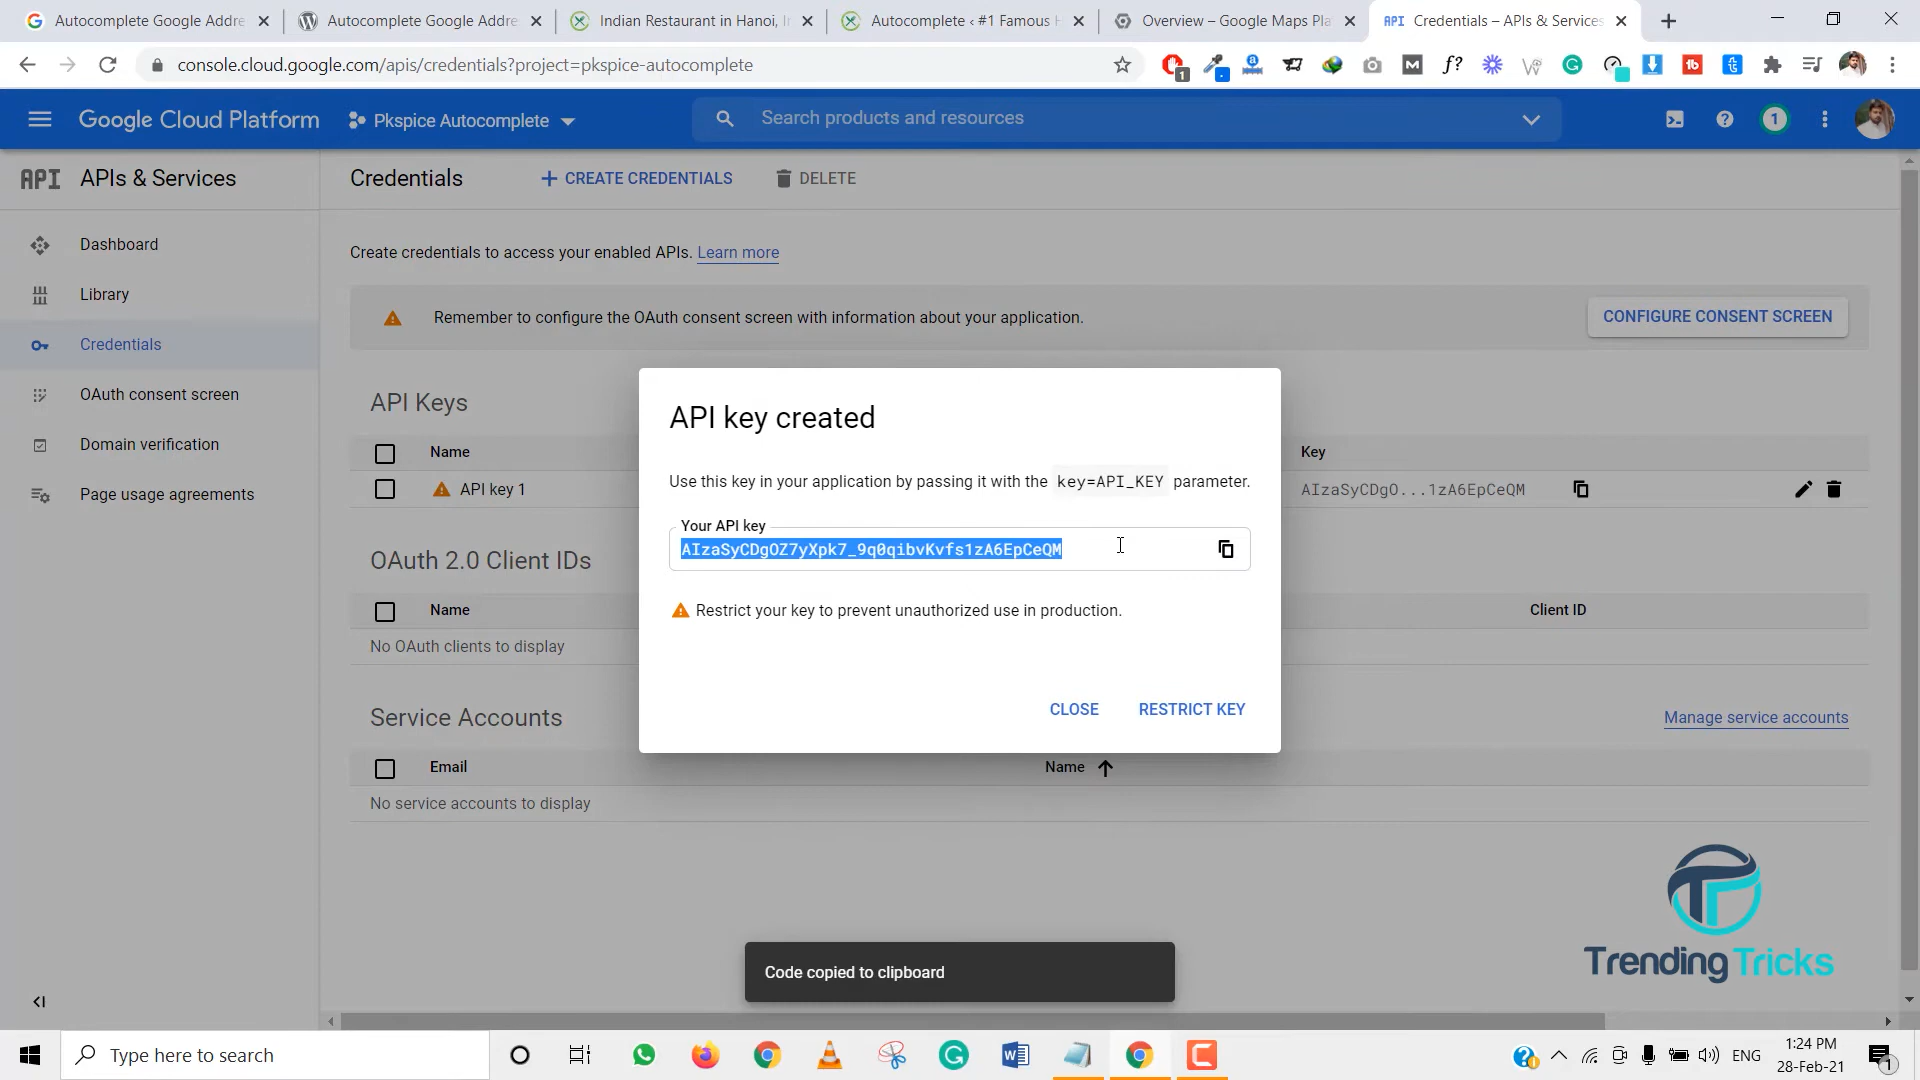 Autocomplete Google Addre
Autocomplete Google Addre
Indian Restaurant in Hanoi, I
Autocomplete ‹ #1 Famous
Overview – Google Maps Pla
API Credentials – APIs & Services
console.cloud.google.com/apis/credentials?project=pkspice-autocomplete
Google Cloud Platform
Pkspice Autocomplete
Search products and resources
1
API APIs & Services
Credentials
CREATE CREDENTIALS
DELETE
Dashboard
Library
Credentials
OAuth consent screen
Domain verification
Page usage agreements
Create credentials to access your enabled APIs. Learn more
Remember to configure the OAuth consent screen with information about your application.
CONFIGURE CONSENT SCREEN
API Keys
Name
Key
API key 1
AIzaSyCDgO...1zA6EpCeQM
API key created
Use this key in your application by passing it with the key=API_KEY parameter.
Your API key
AIzaSyCDgOZ7yXpk7_9q0qibvKvfs1zA6EpCeQM
Restrict your key to prevent unauthorized use in production.
CLOSE
RESTRICT KEY
OAuth 2.0 Client IDs
Name
Client ID
No OAuth clients to display
Service Accounts
Manage service accounts
Email
Name
No service accounts to display
Code copied to clipboard
Trending Tricks
Type here to search
ENG
1:24 PM
28-Feb-21
1